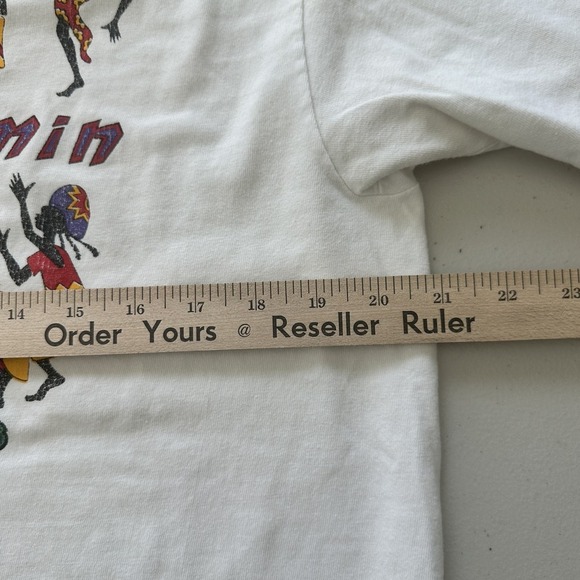 min
14 15 16 17 18 19 20 21 22 23
Order Yours @ Reseller Ruler